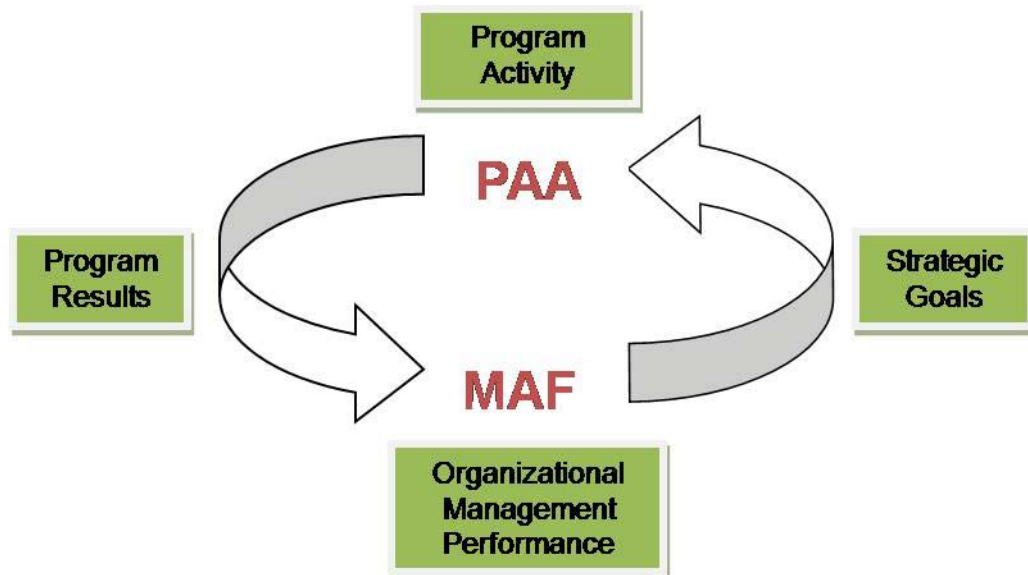 Program
Activity
PAA
Program
Results
Strategic
Goals
MAF
Organizational
Management
Performance